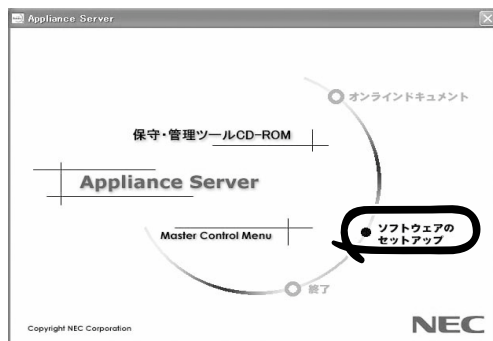 Appliance Server
オンラインドキュメント
保守・管理ツールCD-ROM
Appliance Server
ソフトウェアの
セットアップ
Master Control Menu
終了
Copyright NEC Corporation
NEC